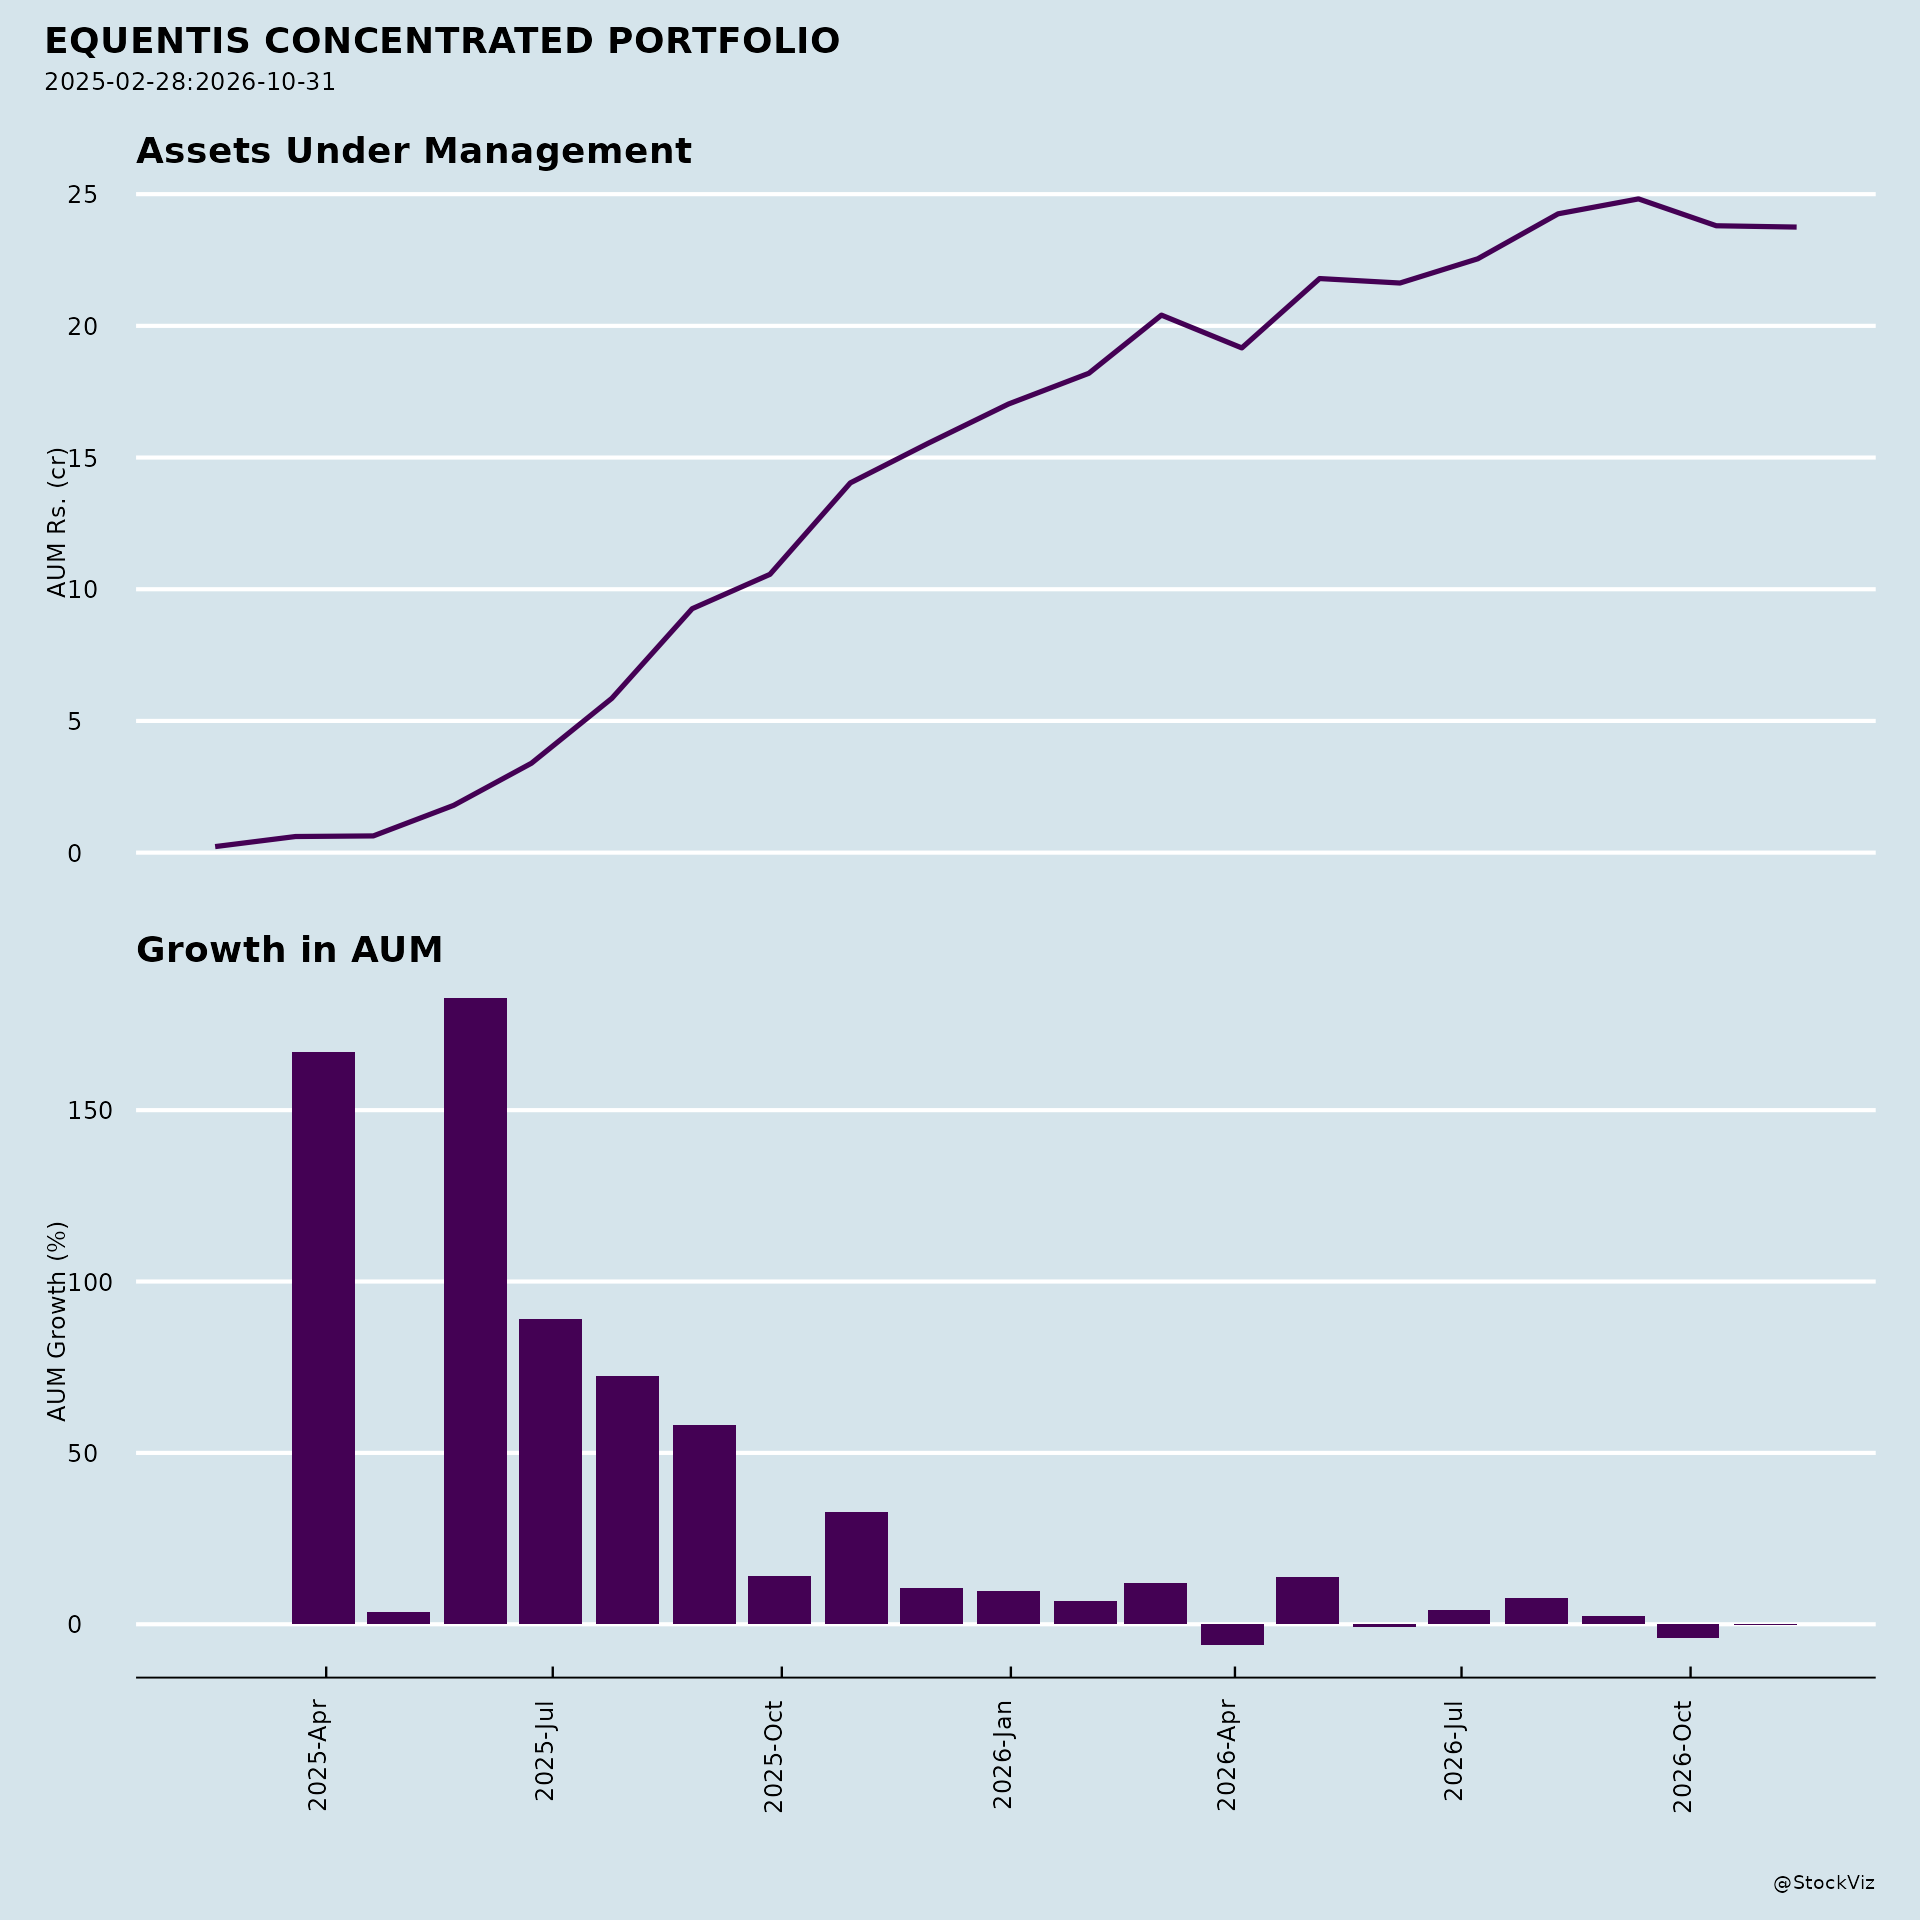 EQUENTIS CONCENTRATED PORTFOLIO
2025-02-28:2026-10-31
Assets Under Management
AUM Rs. (cr)
25
20
15
10
5
0
Growth in AUM
AUM Growth (%)
150
100
50
0
2025-Apr
2025-Jul
2025-Oct
2026-Jan
2026-Apr
2026-Jul
2026-Oct
@StockViz